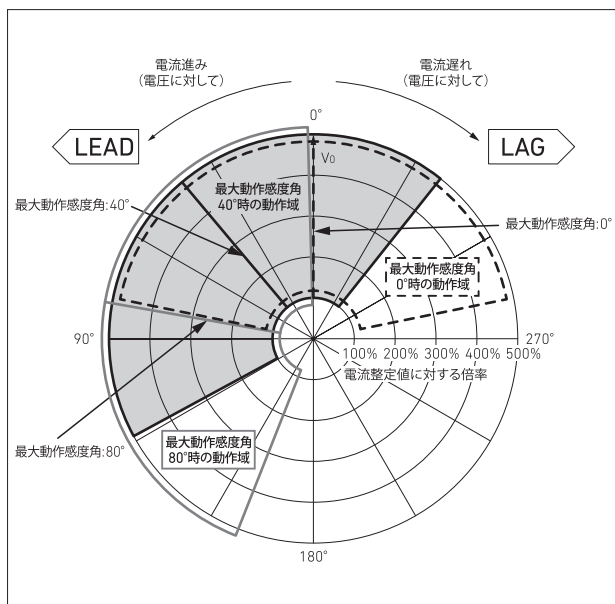 電流進み
(電圧に対して)
電流遅れ
(電圧に対して)
0°
LEAD
LAG
V0
最大動作感度角
40°時の動作域
最大動作感度角:40°
最大動作感度角:0°
最大動作感度角
0°時の動作域
90°
100% 200% 300% 400% 500%
270°
電流整定値に対する倍率
最大動作感度角:80°
最大動作感度角
80°時の動作域
180°